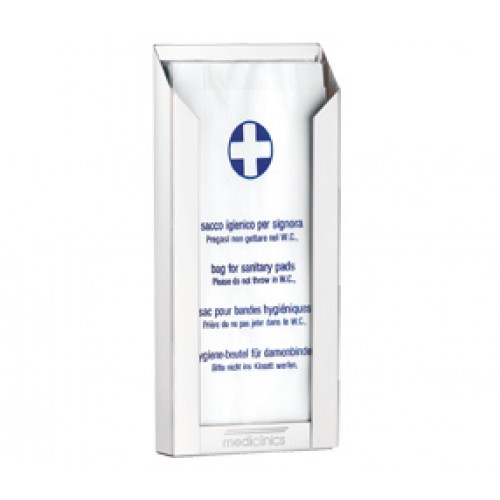 sacco igienico per signora
Pregasi non gettare nel W.C.,
bag for sanitary pads
Please do not throw in W.C.,
sac pour bandes hygiéniques
Prière de ne pas jeter dans le W.C.,
ygiene-beutel für damenbinde
Bitte nicht ins Klosett werfen.
mediclinics